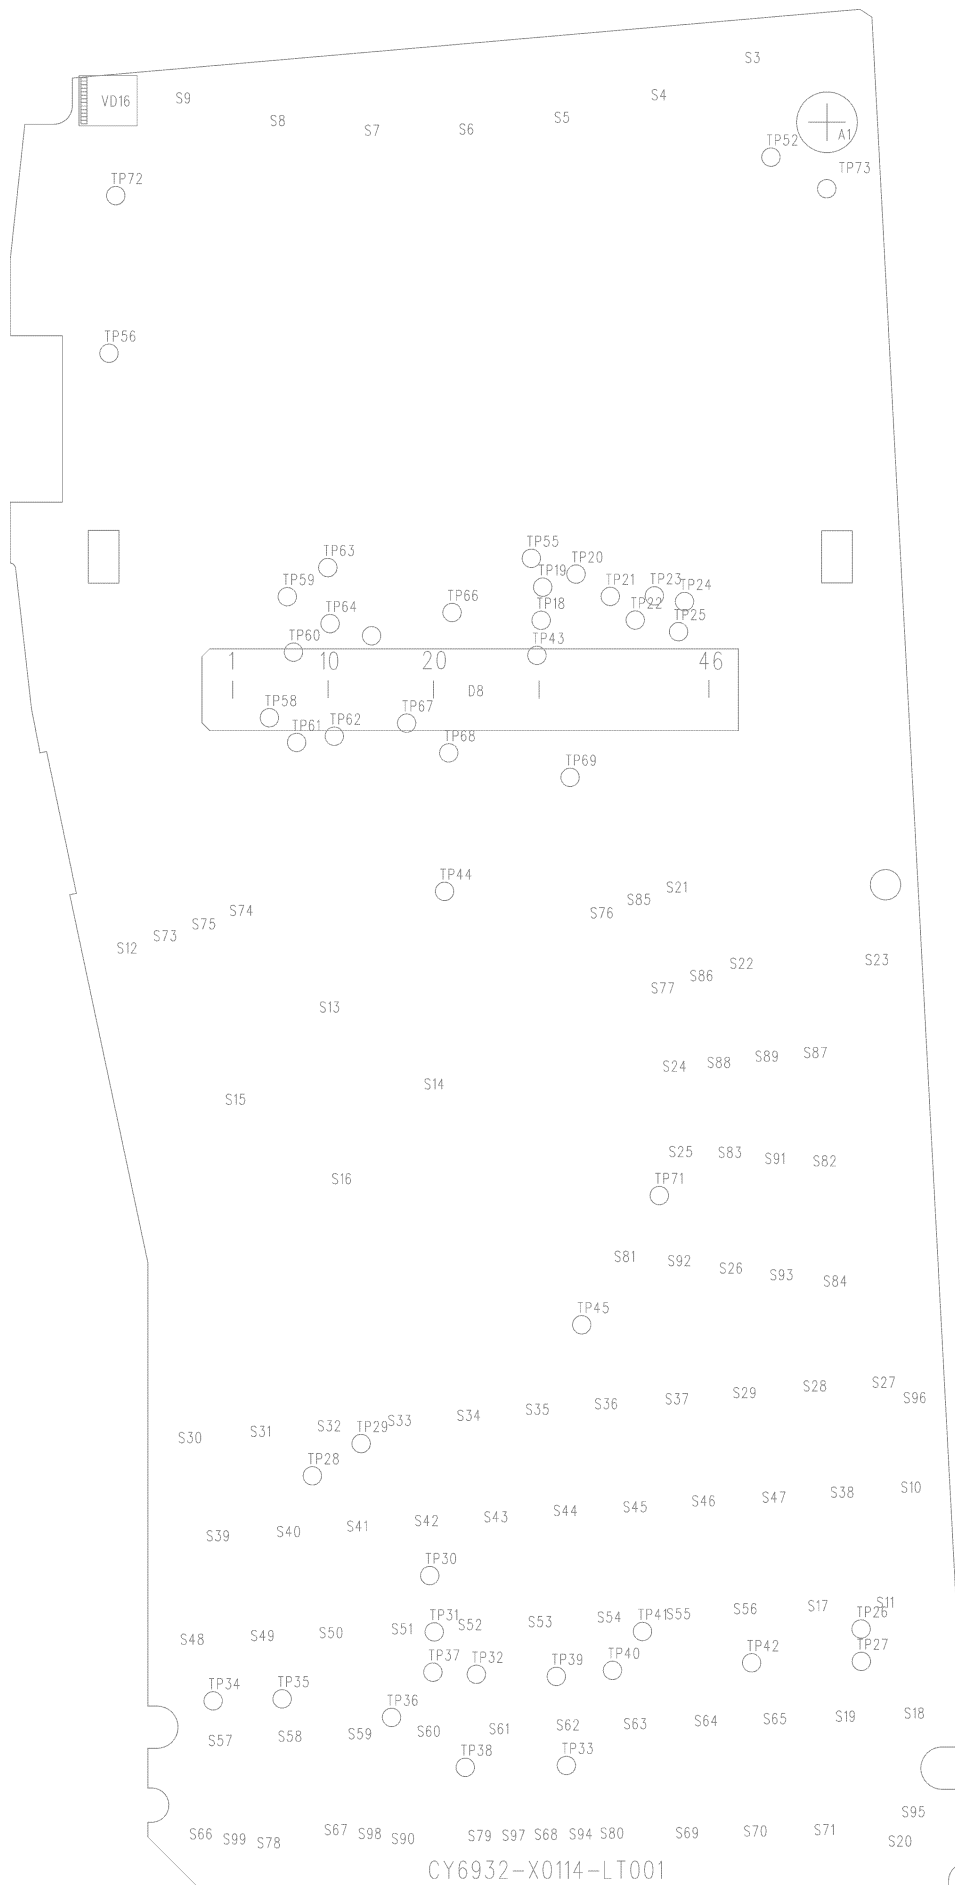 S3
VD16 S9 S4
S8 S7 S6 S5 A1
TP52
TP72 TP73
TP56
TP63 TP55 TP20
TP59 TP19 TP21 TP23 TP24
TP64 TP66 TP18 TP22 TP25
TP60 TP43
1 10 20 46
D8
TP58 TP61 TP62 TP67
TP68 TP69
TP44 S21
S85
S74 S76
S75
S73
S12 S23
S22
S86
S77
S13
S87
S89
S88
S24
S14
S15
S25 S83 S91 S82
S16 TP71
S81 S92 S26 S93 S84
TP45
S27
S28
S96
S29
S37
S36
S35
S34
S33
S32
S31
S30
TP29
TP28
S10
S38
S47
S46
S45
S44
S43
S42
S41
S40
S39
TP30
S11
S17
TP26
S56
S55
TP41
S54
S53
S52
TP31
S51
S50
S49
S48
TP37 TP32 TP39 TP40 TP42 TP27
TP34 TP35 TP36
S18
S19
S65
S64
S63
S62
S61
S60
S59
S58
S57
TP38 TP33
S95
S66 S99 S78 S67 S98 S90 S79 S97 S68 S94 S80 S69 S70 S71 S20
CY6932-X0114-LT001